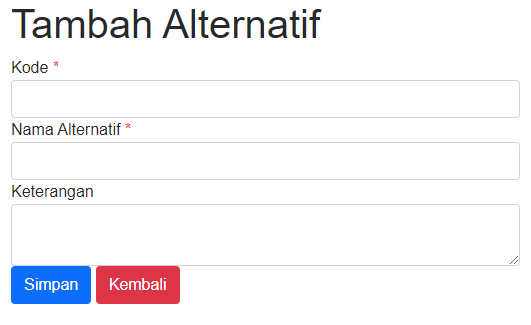 Tambah Alternatif
Kode *
Nama Alternatif *
Keterangan
Simpan Kembali